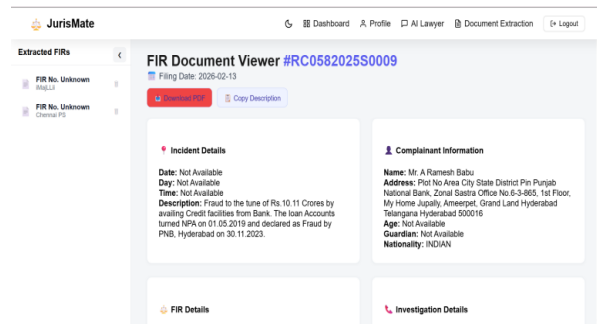 JurisMate
Dashboard
Profile
AI Lawyer
Document Extraction
Logout
Extracted FIRs
FIR No. Unknown
FIR No. Unknown
Chennai PS
FIR Document Viewer #RC0582025S0009
Filing Date: 2026-02-13
Download PDF
Copy Description
Incident Details
Date: Not Available
Day: Not Available
Time: Not Available
Description: Fraud to the tune of Rs.10.11 Crores by
availing Credit facilities from Bank. The loan Accounts
turned NPA on 01.05.2019 and declared as Fraud by
PNB, Hyderabad on 30.11.2023.
Complainant Information
Name: Mr. A Ramesh Babu
Address: Plot No Area City State District Pin Punjab
National Bank, Zonal Sastra Office No.6-3-865, 1st Floor,
My Home Jupally, Ameerpet, Grand Land Hyderabad
Telangana Hyderabad 500016
Age: Not Available
Guardian: Not Available
Nationality: INDIAN
FIR Details
Investigation Details